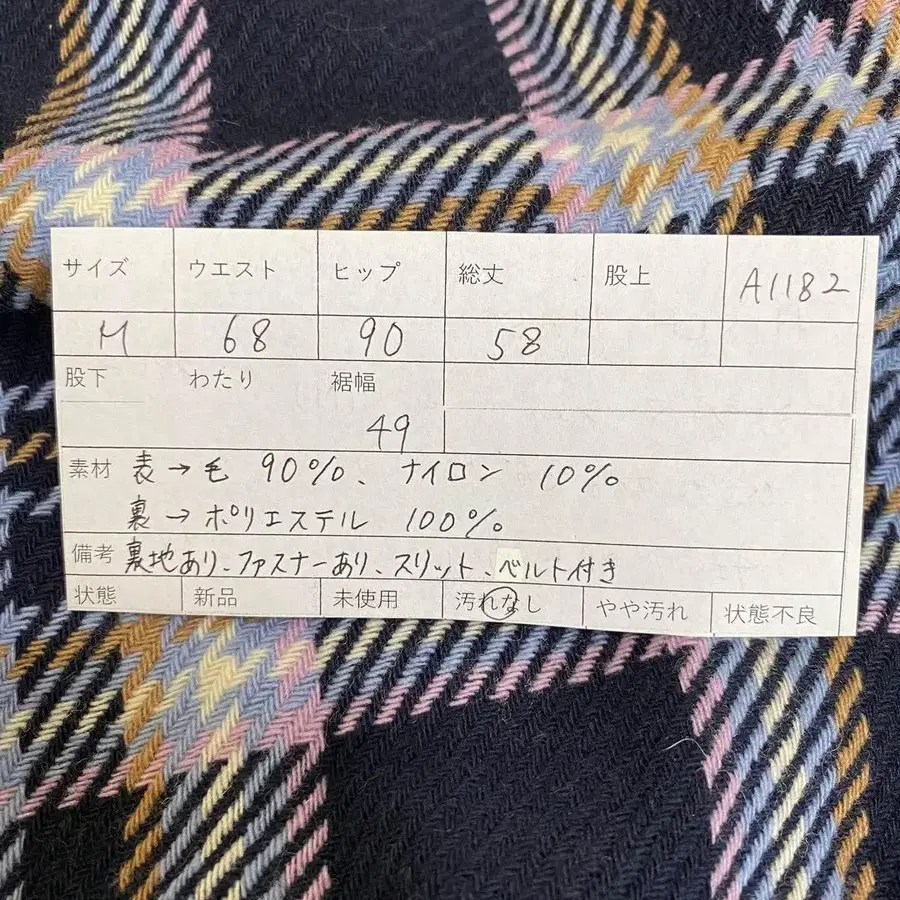 サイズ ウエスト ヒップ 総丈 股上 A1182
M 68 90 58
股下 わたり 裾幅
49
素材 表→毛 90%、ナイロン 10%
裏→ポリエステル 100%
備考 裏地あり、ファスナーあり、スリット、ベルト付き
状態 新品 未使用 汚れなし やや汚れ 状態不良